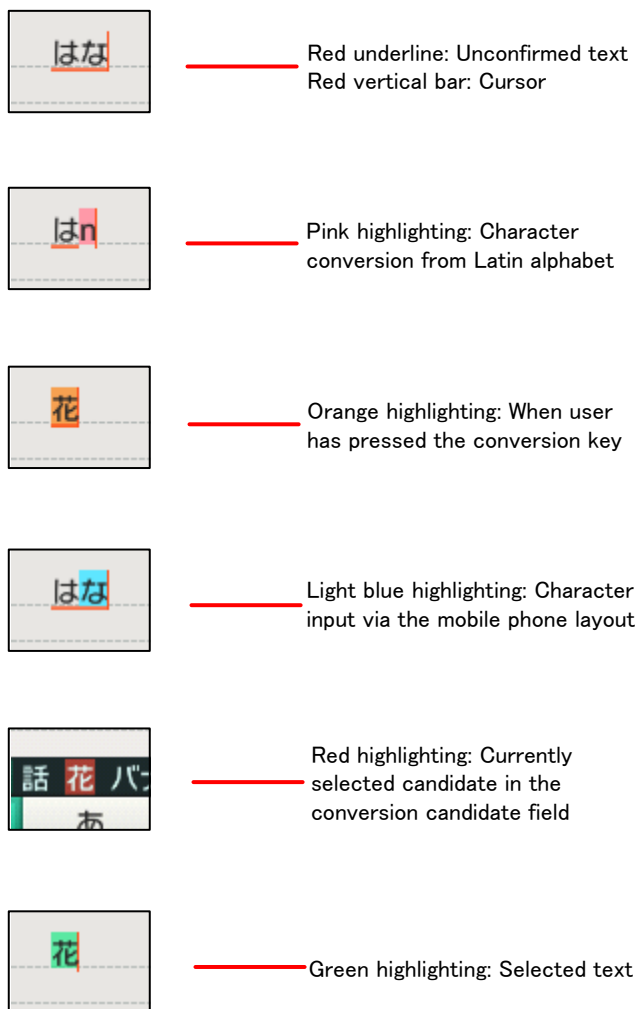 はな
Red underline: Unconfirmed text
Red vertical bar: Cursor
はn
Pink highlighting: Character
conversion from Latin alphabet
花
Orange highlighting: When user
has pressed the conversion key
はな
Light blue highlighting: Character
input via the mobile phone layout
話 花 バ
あ
Red highlighting: Currently
selected candidate in the
conversion candidate field
花
Green highlighting: Selected text